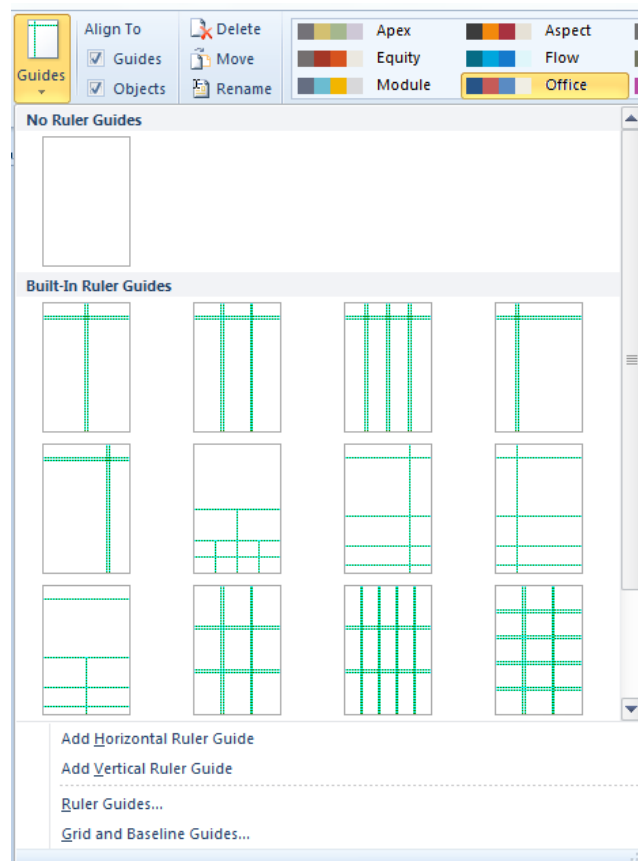 Guides
Align To
Guides
Objects
Delete
Move
Rename
Apex
Aspect
Equity
Flow
Module
Office
No Ruler Guides
Built-In Ruler Guides
Add Horizontal Ruler Guide
Add Vertical Ruler Guide
Ruler Guides...
Grid and Baseline Guides...